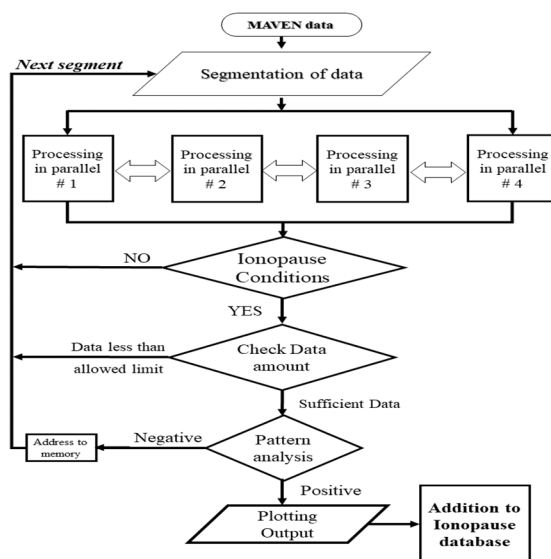 MAVEN data
Next segment
Segmentation of data
Processing
in parallel
# 1
Processing
in parallel
# 2
Processing
in parallel
# 3
Processing
in parallel
# 4
NO
Ionopause
Conditions
YES
Data less than
allowed limit
Check Data
amount
Sufficient Data
Address to
memory
Negative
Pattern
analysis
Positive
Plotting
Output
Addition to
Ionopause
database